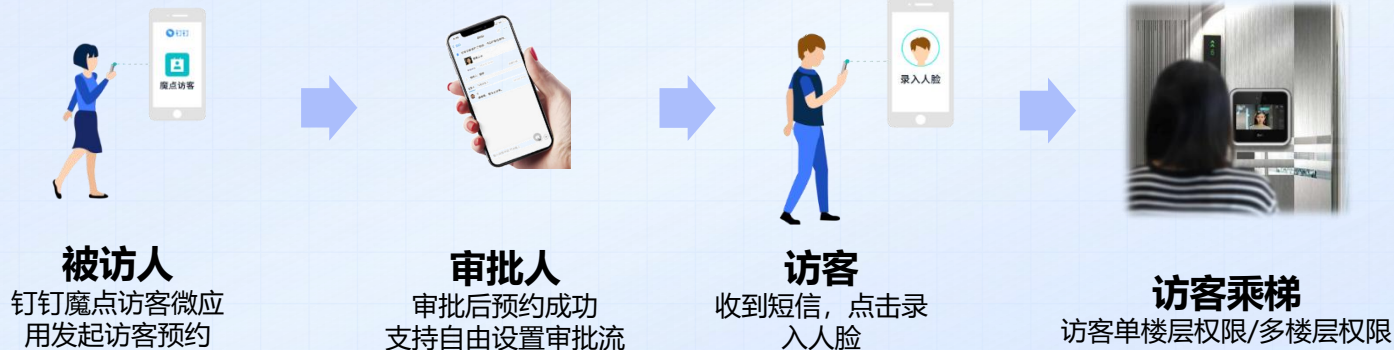 钉钉
魔点访客
录入人脸
被访人
钉钉魔点访客微应
用发起访客预约
审批人
审批后预约成功
支持自由设置审批流
访客
收到短信，点击录
入人脸
访客乘梯
访客单楼层权限/多楼层权限